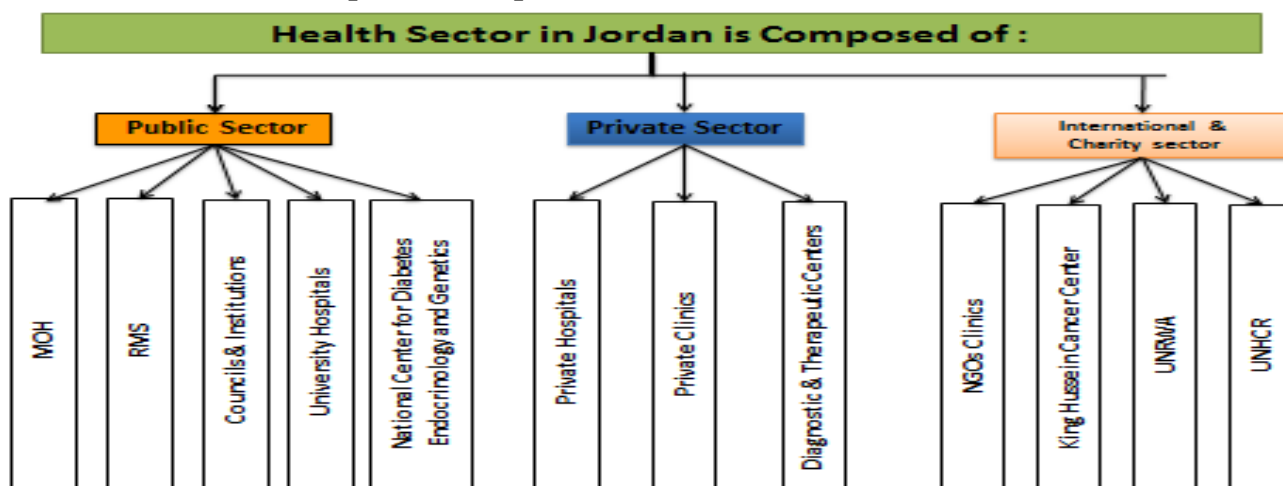 Health Sector in Jordan is Composed of :
Public Sector
Private Sector
International &
Charity sector
MOH
RMS
Councils & Institutions
University Hospitals
National Center for Diabetes
Endocrinology and Genetics
Private Hospitals
Private Clinics
Diagnostic & Therapeutic Centers
NGOs Clinics
King Hussein Cancer Center
UNRWA
UNHCR